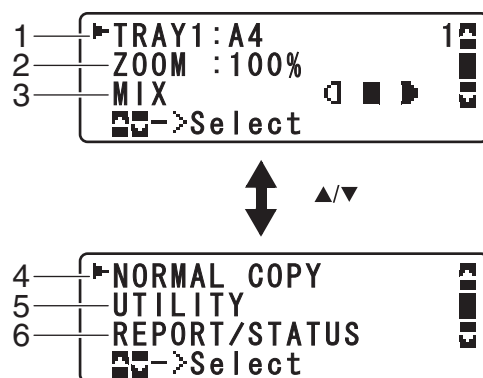 1 TRAY1:A4 1
2 ZOOM :100%
3 MIX
->Select
▲/▼
4 NORMAL COPY
5 UTILITY
6 REPORT/STATUS
->Select